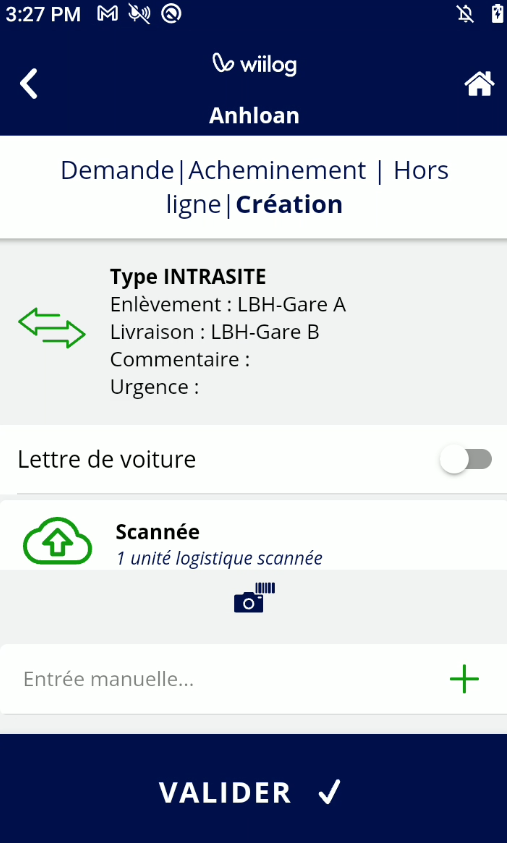 3:27 PM
wiilog
Anhloan
Demande|Acheminement | Hors
ligne|Création
Type INTRASITE
Enlèvement : LBH-Gare A
Livraison : LBH-Gare B
Commentaire :
Urgence :
Lettre de voiture
Scannée
1 unité logistique scannée
Entrée manuelle...
VALIDER